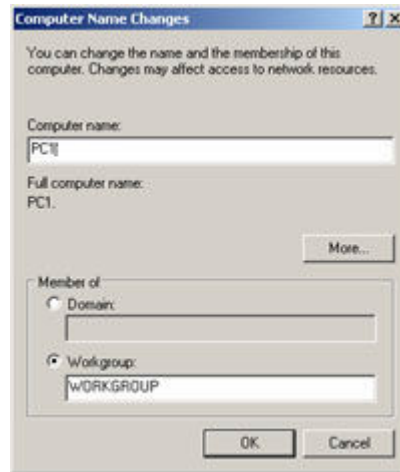 Computer Name Changes
You can change the name and the membership of this
computer. Changes may affect access to network resources.
Computer name:
PC1
Full computer name:
PC1.
More...
Member of
Domain:
Workgroup:
WORKGROUP
OK
Cancel